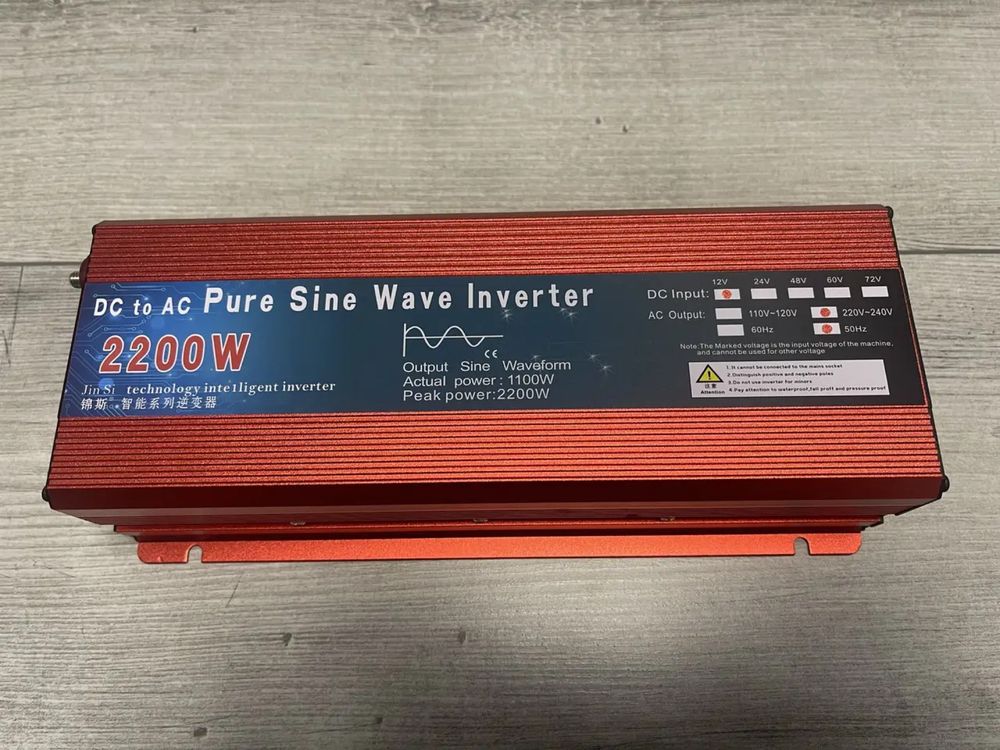 DC to AC Pure Sine Wave Inverter
2200W
Jin Si technology inte1ligent inverter
锦斯®智能系列逆变器
CE
Output Sine Waveform
Actual power:1100W
Peak power:2200W
12V 24V 48V 60V 72V
DC Input:
AC Output: 110V~120V 220V~240V
60Hz 50Hz
Note:The Marked voltage is the input voltage of the machine,
and cannot be used for other voltage
注意
Attention
1.It cannot be connected to the mains socket
2.Distinguish positive and negative poles
3.Do not use inverter for minors
4.Pay attention to waterproof,fall proff and pressure proof